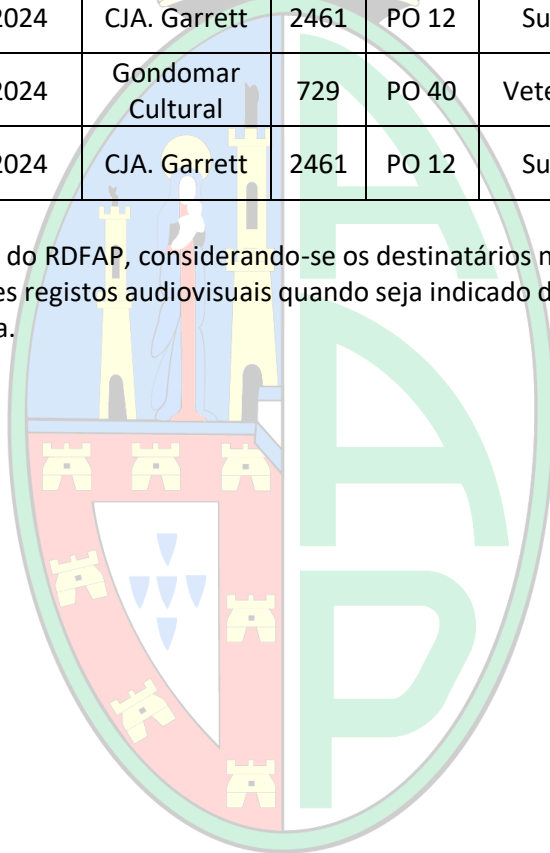 2024 CJA. Garrett 2461 PO 12 Su
2024 Gondomar Cultural 729 PO 40 Vete
2024 CJA. Garrett 2461 PO 12 Su
do RDFAP, considerando-se os destinatários
es registos audiovisuais quando seja indicado
a.
A
A
P